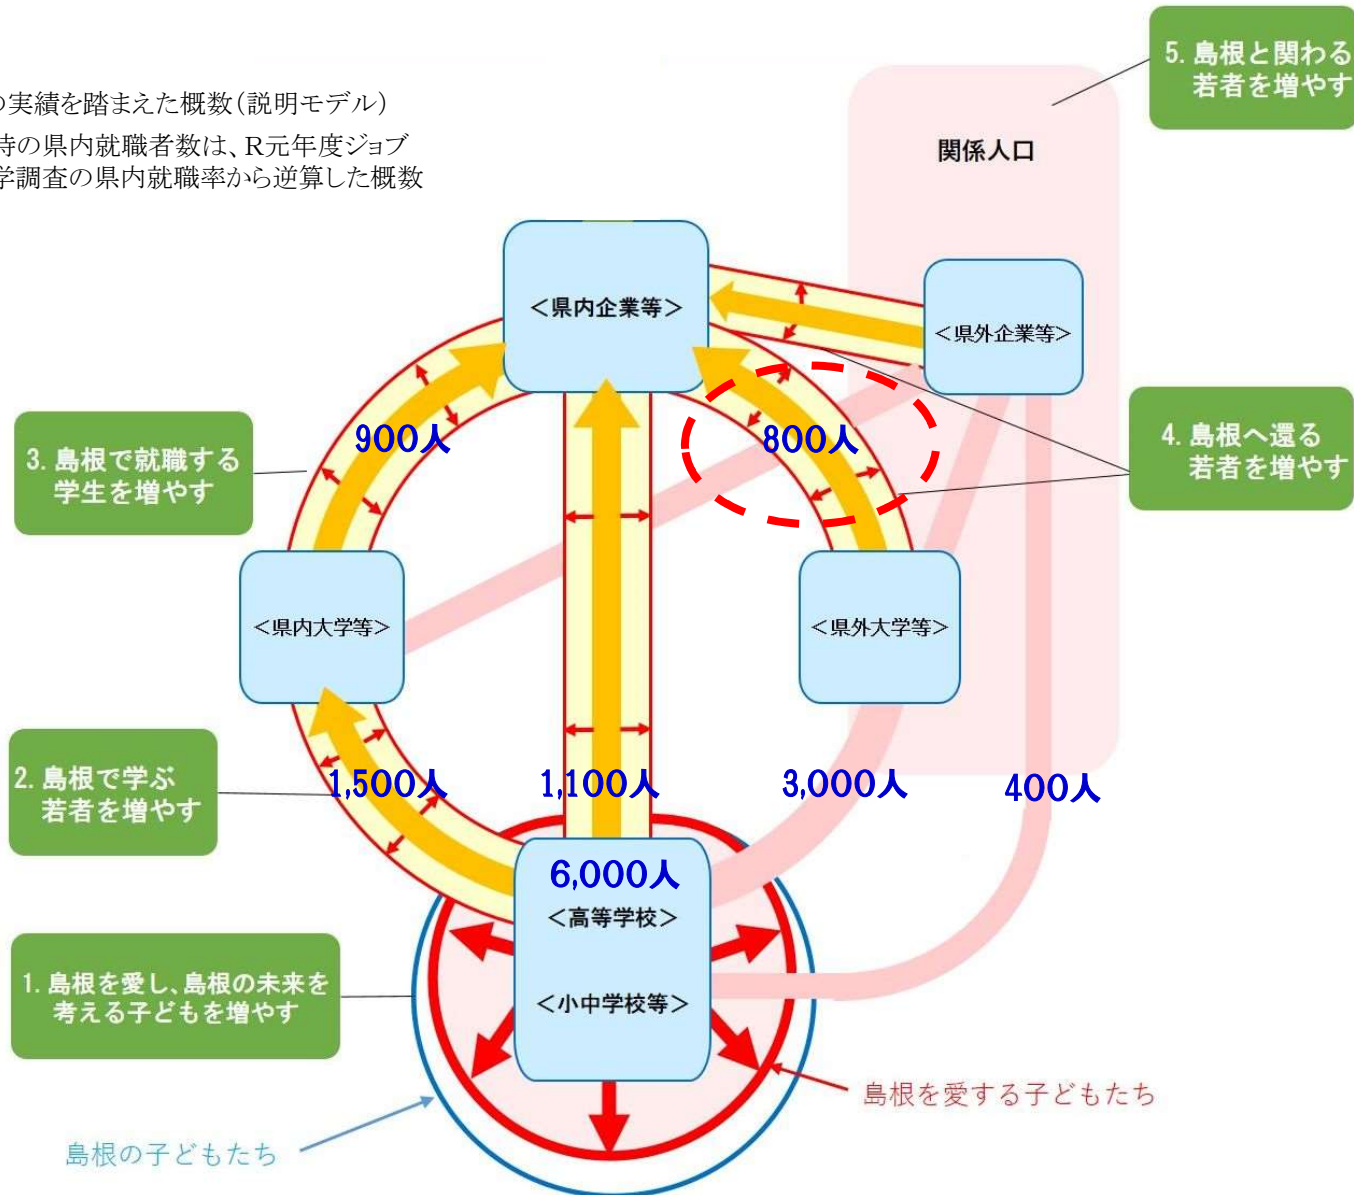 5. 島根と関わる
若者を増やす
の実績を踏まえた概数(説明モデル)
時の県内就職者数は、R元年度ジョブ
学調査の県内就職率から逆算した概数
関係人口
＜県内企業等＞
＜県外企業等＞
3. 島根で就職する
学生を増やす
900人
800人
4. 島根へ還る
若者を増やす
＜県内大学等＞
＜県外大学等＞
2. 島根で学ぶ
若者を増やす
1,500人
1,100人
3,000人
400人
6,000人
＜高等学校＞
＜小中学校等＞
1. 島根を愛し、島根の未来を
考える子どもを増やす
島根を愛する子どもたち
島根の子どもたち